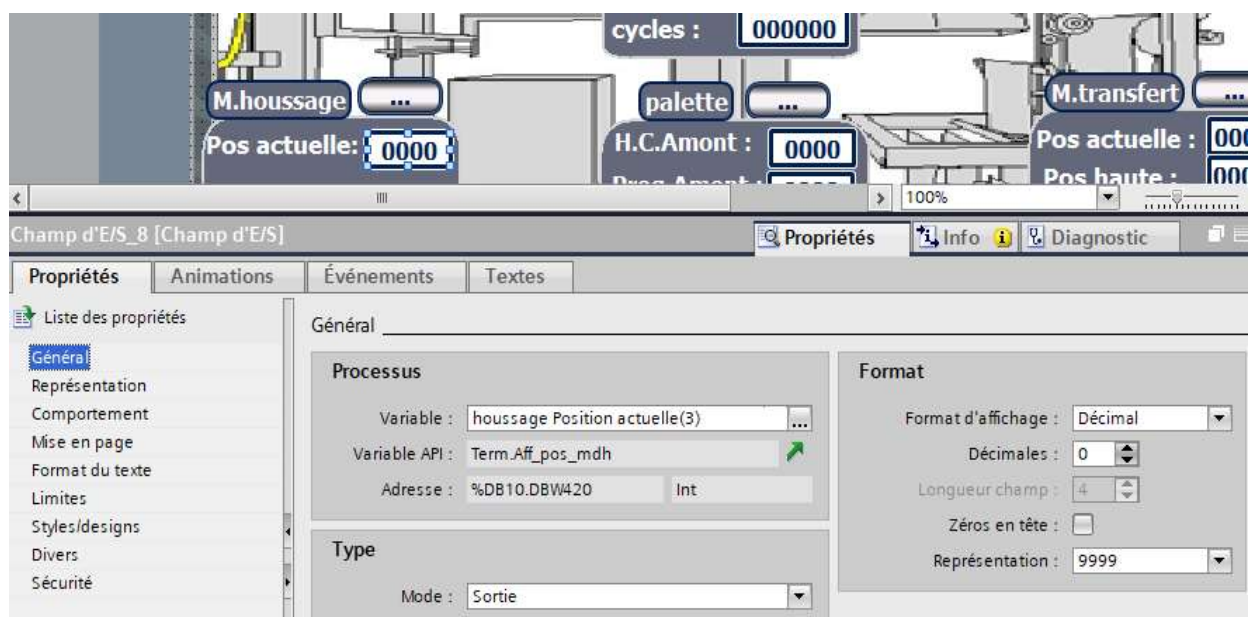 cycles : 000000
M.houssage ... palette ... M.transfert ...
Pos actuelle: 0000 H.C.Amont : 0000 Pos actuelle :
Pos haute :
100%
Champ d'E/S_8 [Champ d'E/S] Propriétés Info Diagnostic
Propriétés Animations Événements Textes
Liste des propriétés
Général
Représentation
Comportement
Mise en page
Format du texte
Limites
Styles/designs
Divers
Sécurité
Général
Processus
Variable : houssage Position actuelle(3) ...
Variable API : Term.Aff_pos_mdh
Adresse : %DB10.DBW420 Int
Type
Mode : Sortie
Format
Format d'affichage : Décimal
Décimales : 0
Longueur champ : 4
Zéros en tête :
Représentation : 9999